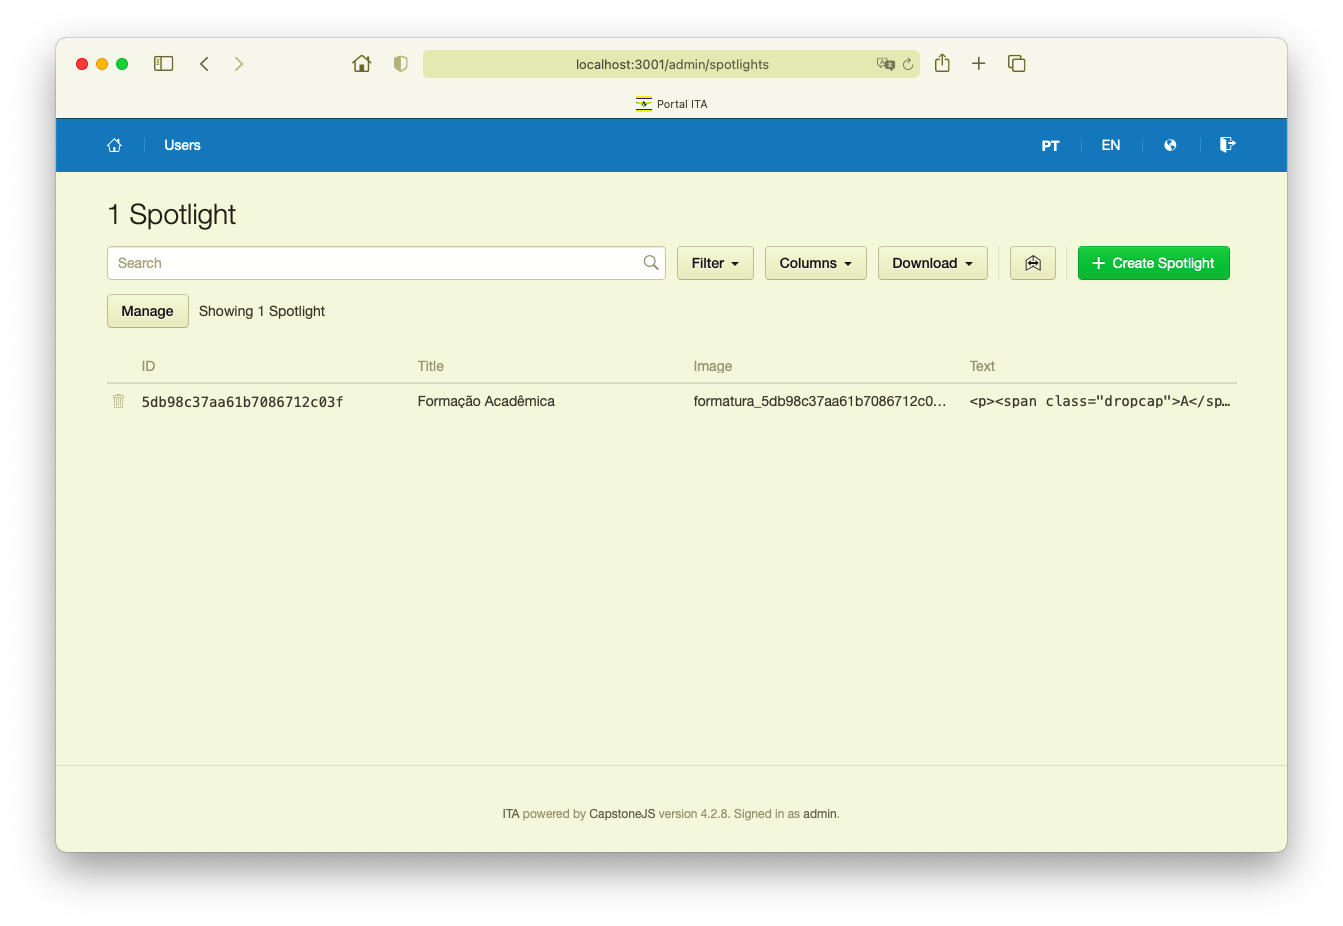 localhost:3001/admin/spotlights
Portal ITA
Users PT EN
1 Spotlight
Search Filter Columns Download + Create Spotlight
Manage Showing 1 Spotlight
ID Title Image Text
5db98c37aa61b7086712c03f Formação Acadêmica formatura_5db98c37aa61b7086712c0... <p><span class="dropcap">A</sp...
ITA powered by CapstoneJS version 4.2.8. Signed in as admin.